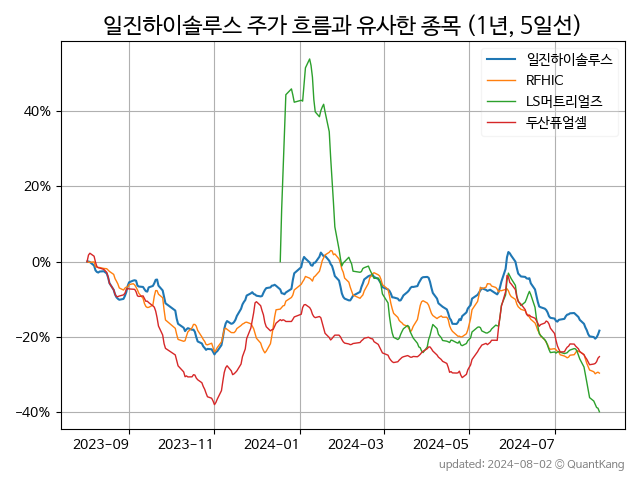 일진하이솔루스 주가 흐름과 유사한 종목 (1년, 5일선)
일진하이솔루스
RFHIC
LS머트리얼즈
두산퓨얼셀
40%
20%
0%
−20%
−40%
2023-09 2023-11 2024-01 2024-03 2024-05 2024-07
updated: 2024-08-02 © QuantKang